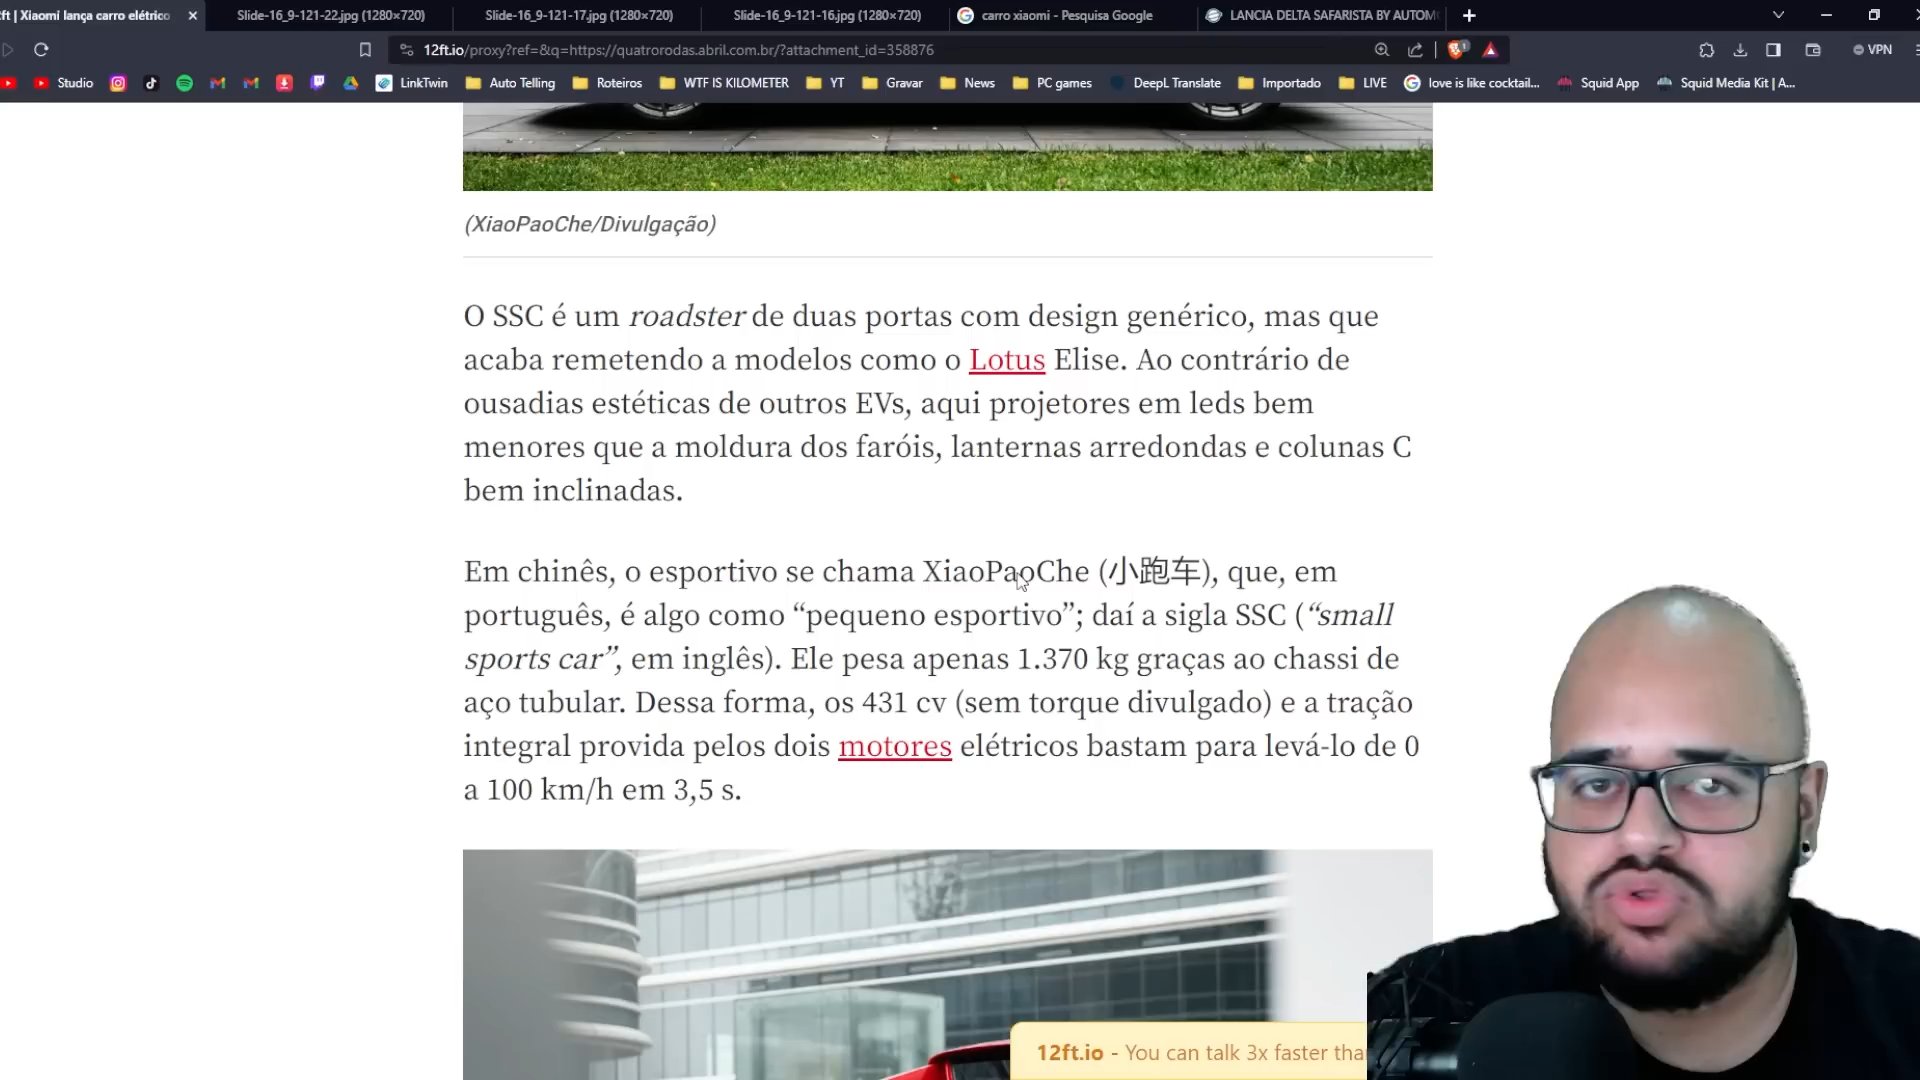 ft | Xiaomi lança carro elétrico
Slide-16_9-121-22.jpg (1280×720)
Slide-16_9-121-17.jpg (1280×720)
Slide-16_9-121-16.jpg (1280×720)
carro xiaomi - Pesquisa Google
LANCIA DELTA SAFARISTA BY AUTOM
12ft.io/proxy?ref=&q=https://quatrorodas.abril.com.br/?attachment_id=358876
VPN
Studio
LinkTwin
Auto Telling
Roteiros
WTF IS KILOMETER
YT
Gravar
News
PC games
DeepL Translate
Importado
LIVE
love is like cocktail...
Squid App
Squid Media Kit | A...
(XiaoPaoChe/Divulgação)
O SSC é um roadster de duas portas com design genérico, mas que
acaba remetendo a modelos como o Lotus Elise. Ao contrário de
ousadias estéticas de outros EVs, aqui projetores em leds bem
menores que a moldura dos faróis, lanternas arredondas e colunas C
bem inclinadas.
Em chinês, o esportivo se chama XiaoPaoChe (小跑车), que, em
português, é algo como “pequeno esportivo”; daí a sigla SSC (“small
sports car”, em inglês). Ele pesa apenas 1.370 kg graças ao chassi de
aço tubular. Dessa forma, os 431 cv (sem torque divulgado) e a tração
integral provida pelos dois motores elétricos bastam para levá-lo de 0
a 100 km/h em 3,5 s.
12ft.io - You can talk 3x faster tha